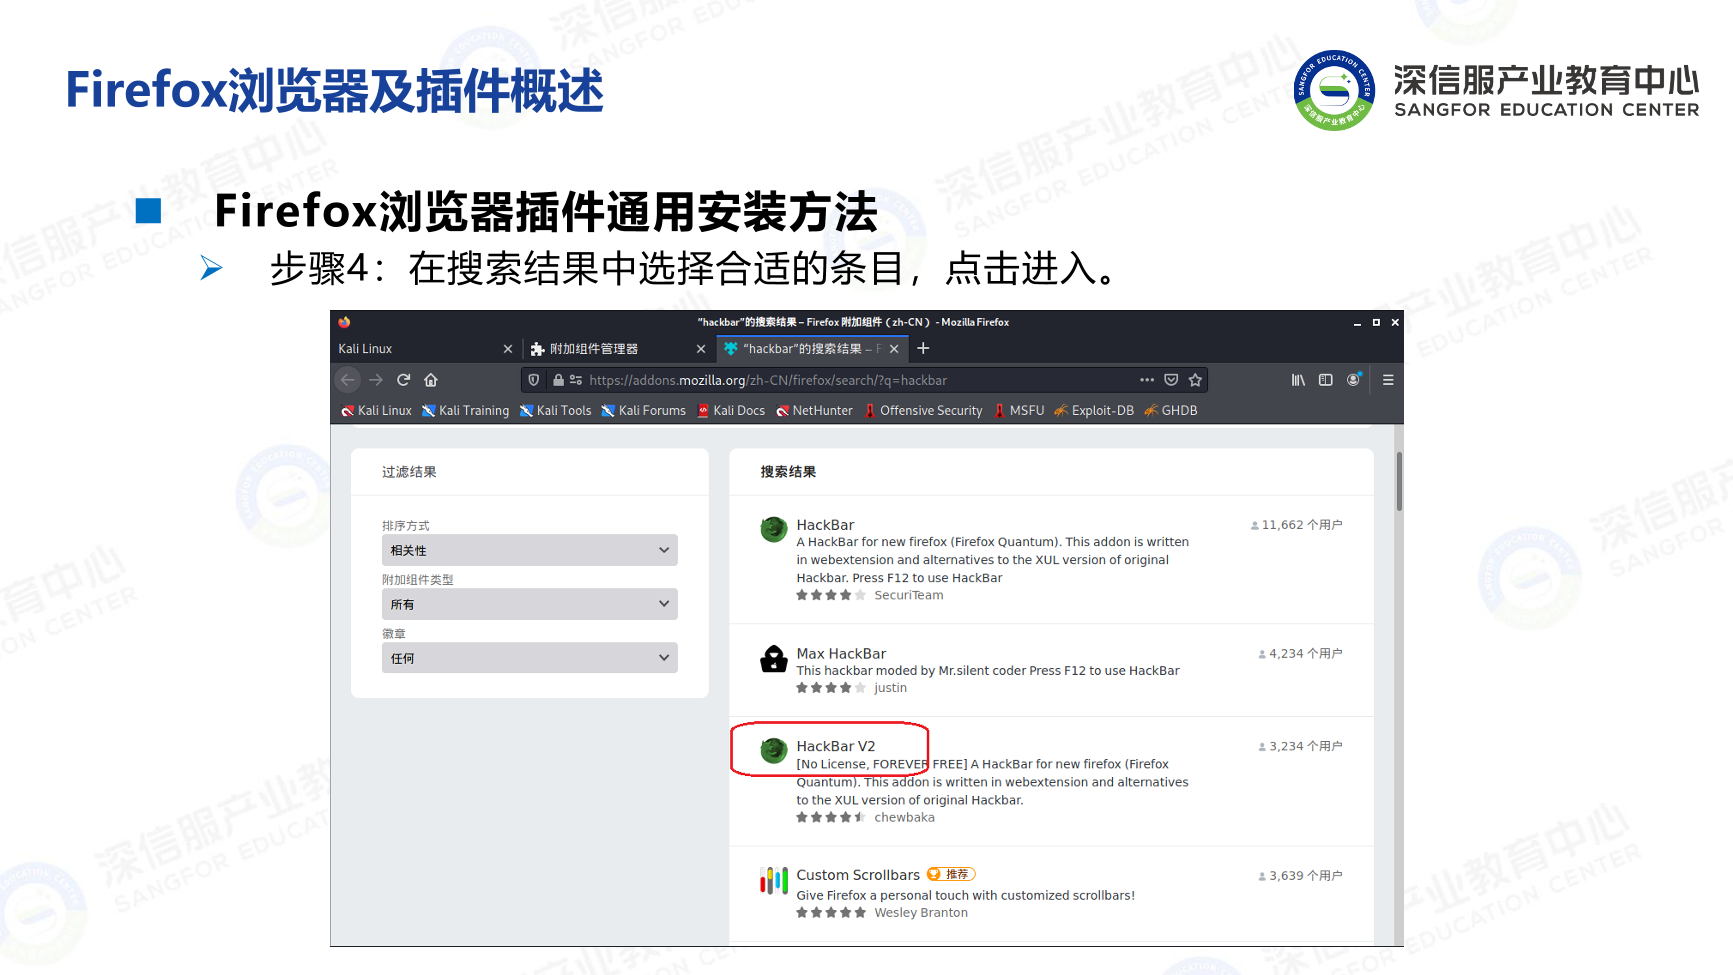 Firefox浏览器及插件概述
深信服产业教育中心
SANGFOR EDUCATION CENTER
Firefox浏览器插件通用安装方法
步骤4：在搜索结果中选择合适的条目，点击进入。
“hackbar”的搜索结果 – Firefox 附加组件（zh-CN） - Mozilla Firefox
Kali Linux
附加组件管理器
“hackbar”的搜索结果 – F
https://addons.mozilla.org/zh-CN/firefox/search/?q=hackbar
Kali Linux Kali Training Kali Tools Kali Forums Kali Docs NetHunter Offensive Security MSFU Exploit-DB GHDB
过滤结果
排序方式
相关性
附加组件类型
所有
徽章
任何
搜索结果
HackBar
11,662 个用户
A HackBar for new firefox (Firefox Quantum). This addon is written
in webextension and alternatives to the XUL version of original
Hackbar. Press F12 to use HackBar
SecuriTeam
Max HackBar
4,234 个用户
This hackbar moded by Mr.silent coder Press F12 to use HackBar
justin
HackBar V2
3,234 个用户
[No License, FOREVER FREE] A HackBar for new firefox (Firefox
Quantum). This addon is written in webextension and alternatives
to the XUL version of original Hackbar.
chewbaka
Custom Scrollbars 推荐
3,639 个用户
Give Firefox a personal touch with customized scrollbars!
Wesley Branton